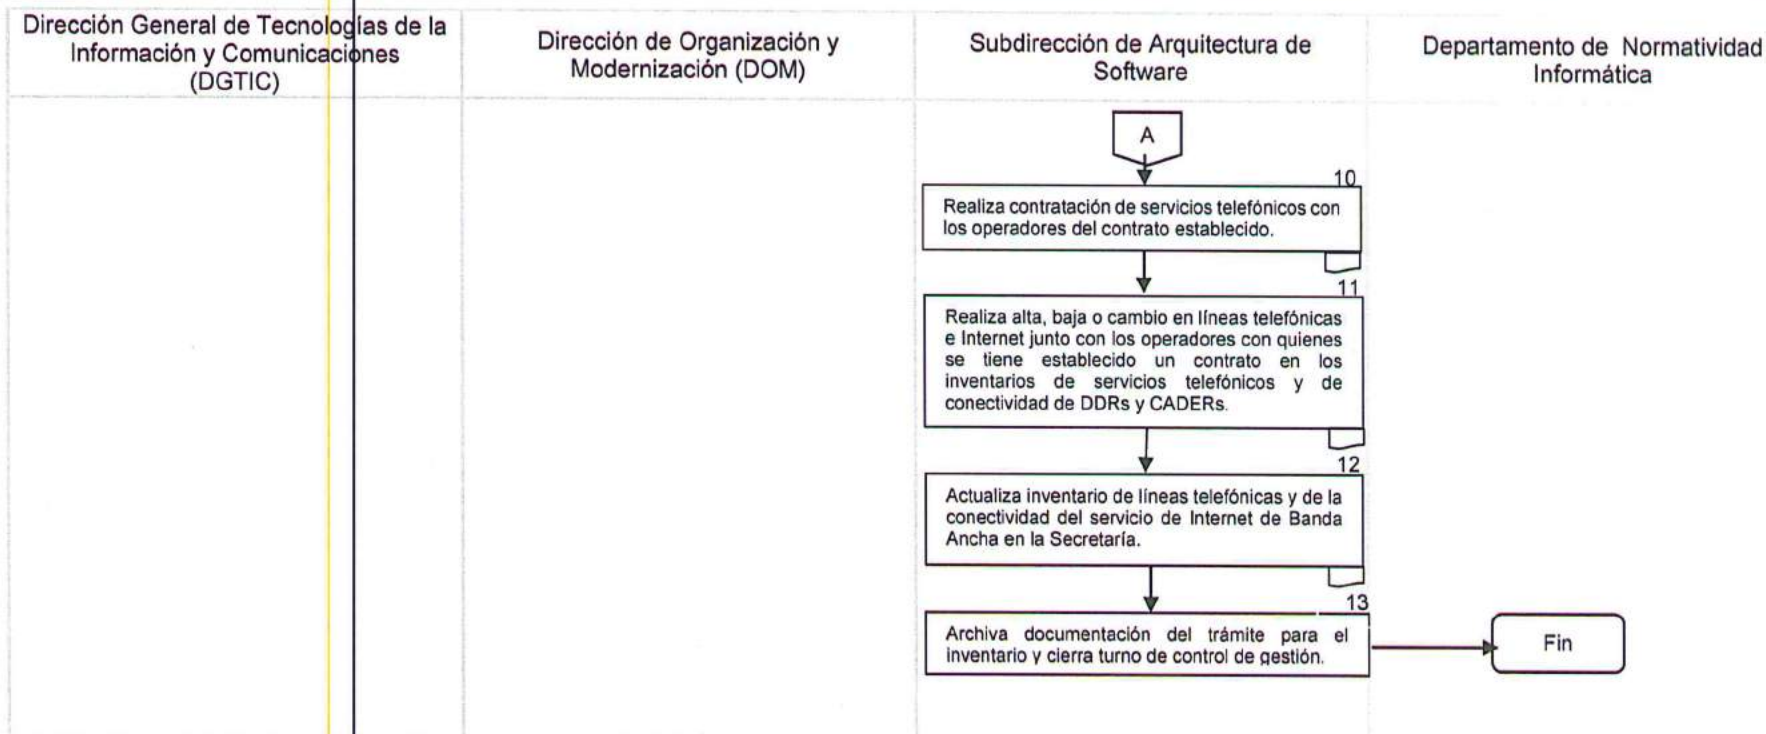 Dirección General de Tecnologías de la
Información y Comunicaciones
(DGTIC)
Dirección de Organización y
Modernización (DOM)
Subdirección de Arquitectura de
Software
Departamento de Normatividad
Informática
A
10
Realiza contratación de servicios telefónicos con
los operadores del contrato establecido.
11
Realiza alta, baja o cambio en líneas telefónicas
e Internet junto con los operadores con quienes
se tiene establecido un contrato en los
inventarios de servicios telefónicos y de
conectividad de DDRs y CADERs.
12
Actualiza inventario de líneas telefónicas y de la
conectividad del servicio de Internet de Banda
Ancha en la Secretaría.
13
Archiva documentación del trámite para el
inventario y cierra turno de control de gestión.
Fin